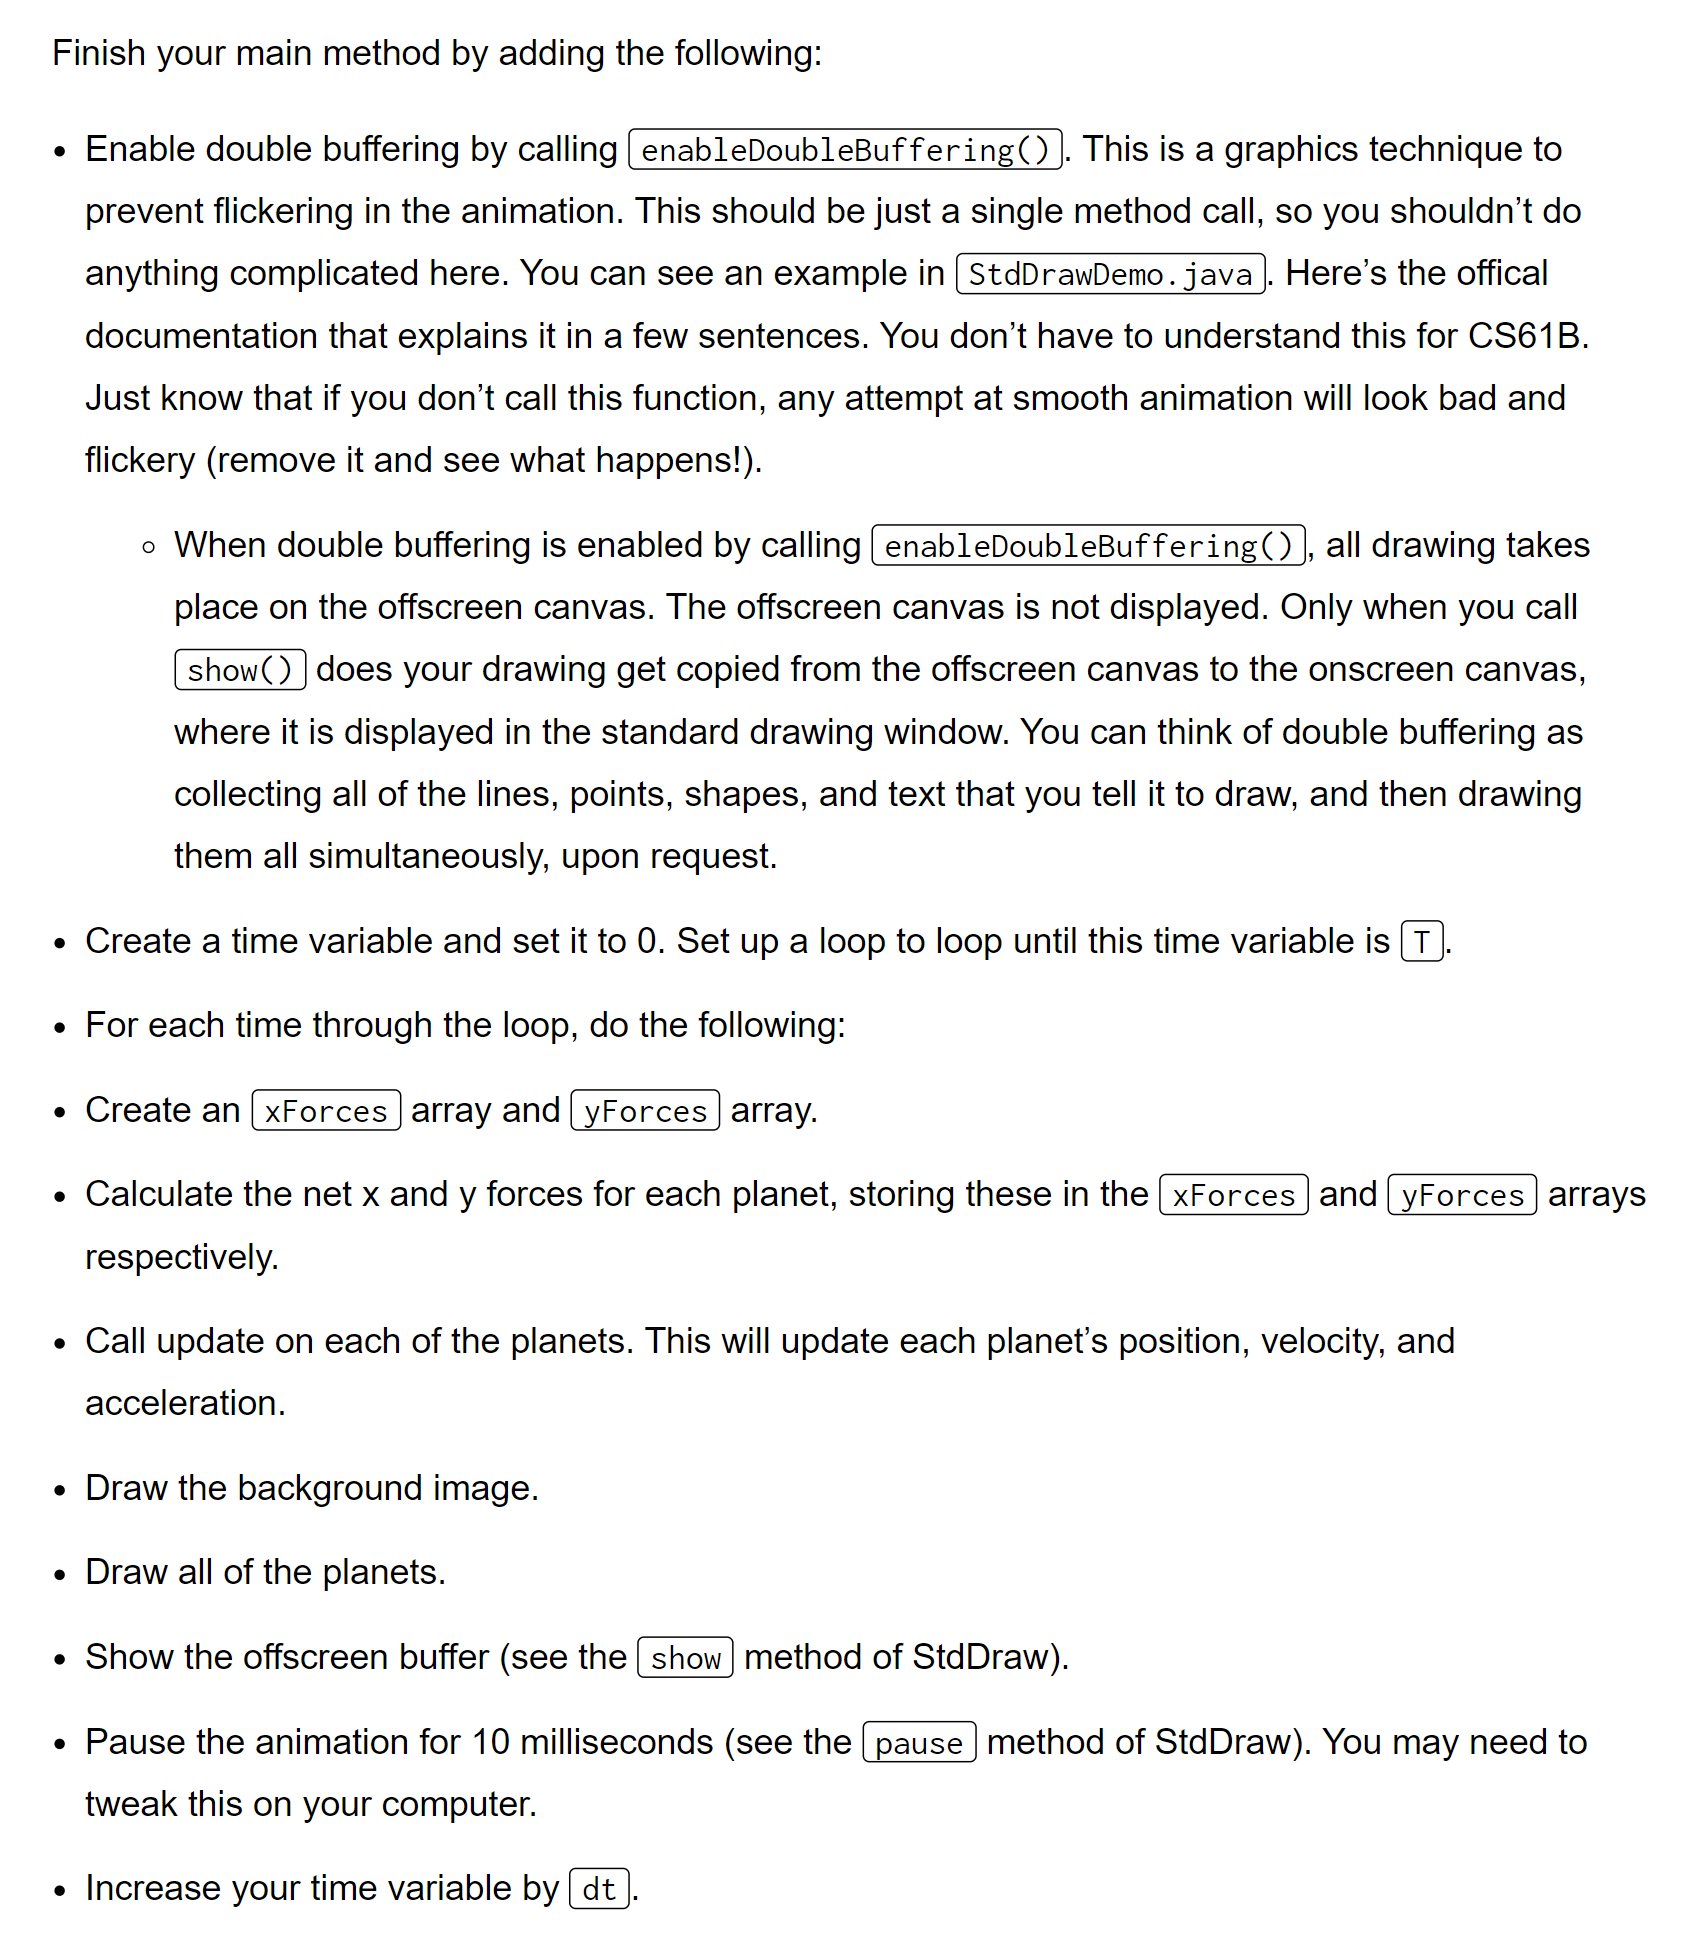 Finish your main method by adding the following:
Enable double buffering by calling enableDoubleBuffering(). This is a graphics technique to
prevent flickering in the animation. This should be just a single method call, so you shouldn’t do
anything complicated here. You can see an example in StdDrawDemo.java. Here’s the offical
documentation that explains it in a few sentences. You don’t have to understand this for CS61B.
Just know that if you don’t call this function, any attempt at smooth animation will look bad and
flickery (remove it and see what happens!).
When double buffering is enabled by calling enableDoubleBuffering(), all drawing takes
place on the offscreen canvas. The offscreen canvas is not displayed. Only when you call
show() does your drawing get copied from the offscreen canvas to the onscreen canvas,
where it is displayed in the standard drawing window. You can think of double buffering as
collecting all of the lines, points, shapes, and text that you tell it to draw, and then drawing
them all simultaneously, upon request.
Create a time variable and set it to 0. Set up a loop to loop until this time variable is T.
For each time through the loop, do the following:
Create an xForces array and yForces array.
Calculate the net x and y forces for each planet, storing these in the xForces and yForces arrays
respectively.
Call update on each of the planets. This will update each planet’s position, velocity, and
acceleration.
Draw the background image.
Draw all of the planets.
Show the offscreen buffer (see the show method of StdDraw).
Pause the animation for 10 milliseconds (see the pause method of StdDraw). You may need to
tweak this on your computer.
Increase your time variable by dt.